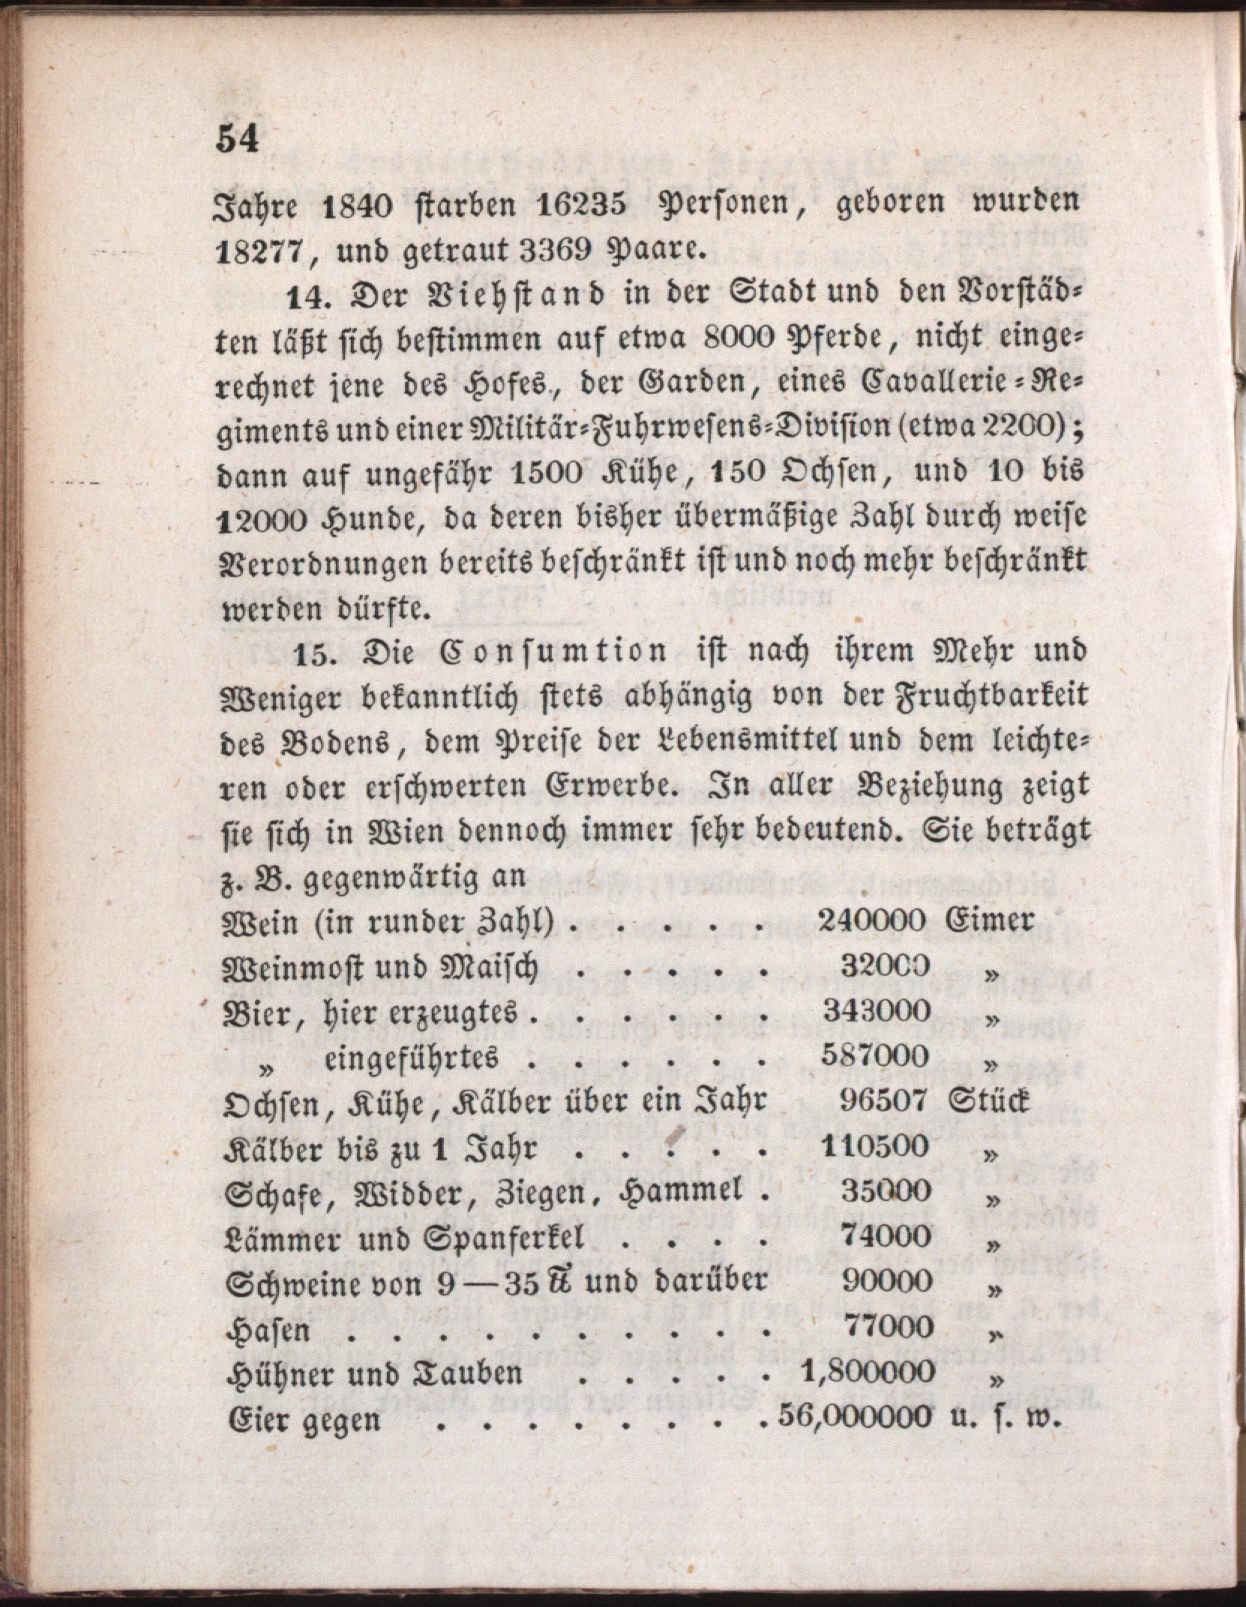 54
Jahre 1840 starben 16235 Personen, geboren wurden
18277, und getraut 3369 Paare.
14. Der Viehstand in der Stadt und den Vorstäd-
ten läßt sich bestimmen auf etwa 8000 Pferde, nicht einge-
rechnet jene des Hofes, der Garden, eines Cavallerie-Re-
giments und einer Militär-Fuhrwesens-Division (etwa 2200);
dann auf ungefähr 1500 Kühe, 150 Ochsen, und 10 bis
12000 Hunde, da deren bisher übermäßige Zahl durch weise
Verordnungen bereits beschränkt ist und noch mehr beschränkt
werden dürfte.
15. Die Consumtion ist nach ihrem Mehr und
Weniger bekanntlich stets abhängig von der Fruchtbarkeit
des Bodens, dem Preise der Lebensmittel und dem leichte-
ren oder erschwerten Erwerbe. In aller Beziehung zeigt
sie sich in Wien dennoch immer sehr bedeutend. Sie beträgt
z. B. gegenwärtig an
Wein (in runder Zahl) . . . . . 240000 Eimer
Weinmost und Maisch . . . . . 32000 „
Bier, hier erzeugtes . . . . . . 343000 „
„ eingeführtes . . . . . . 587000 „
Ochsen, Kühe, Kälber über ein Jahr 96507 Stück
Kälber bis zu 1 Jahr . . . . . 110500 „
Schafe, Widder, Ziegen, Hammel . 35000 „
Lämmer und Spanferkel . . . . 74000 „
Schweine von 9—35 ℔ und darüber 90000 „
Hasen . . . . . . . . . . 77000 „
Hühner und Tauben . . . . . 1,800000 „
Eier gegen . . . . . . . . 56,000000 u. s. w.